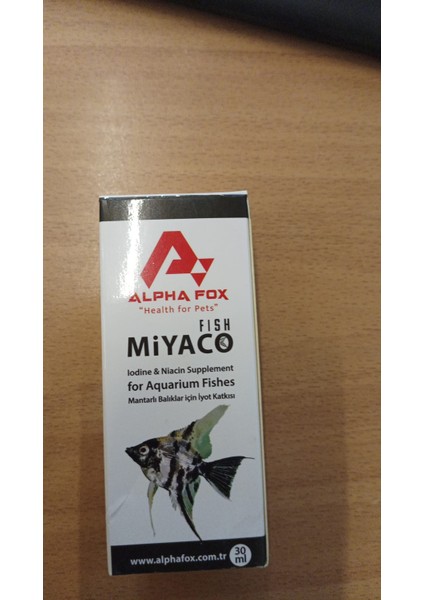 ALPHA FOX
"Health for Pets"
FISH
MiYACO
Iodine & Niacin Supplement
for Aquarium Fishes
Mantarlı Balıklar için İyot Katkısı
www.alphafox.com.tr
30
ml